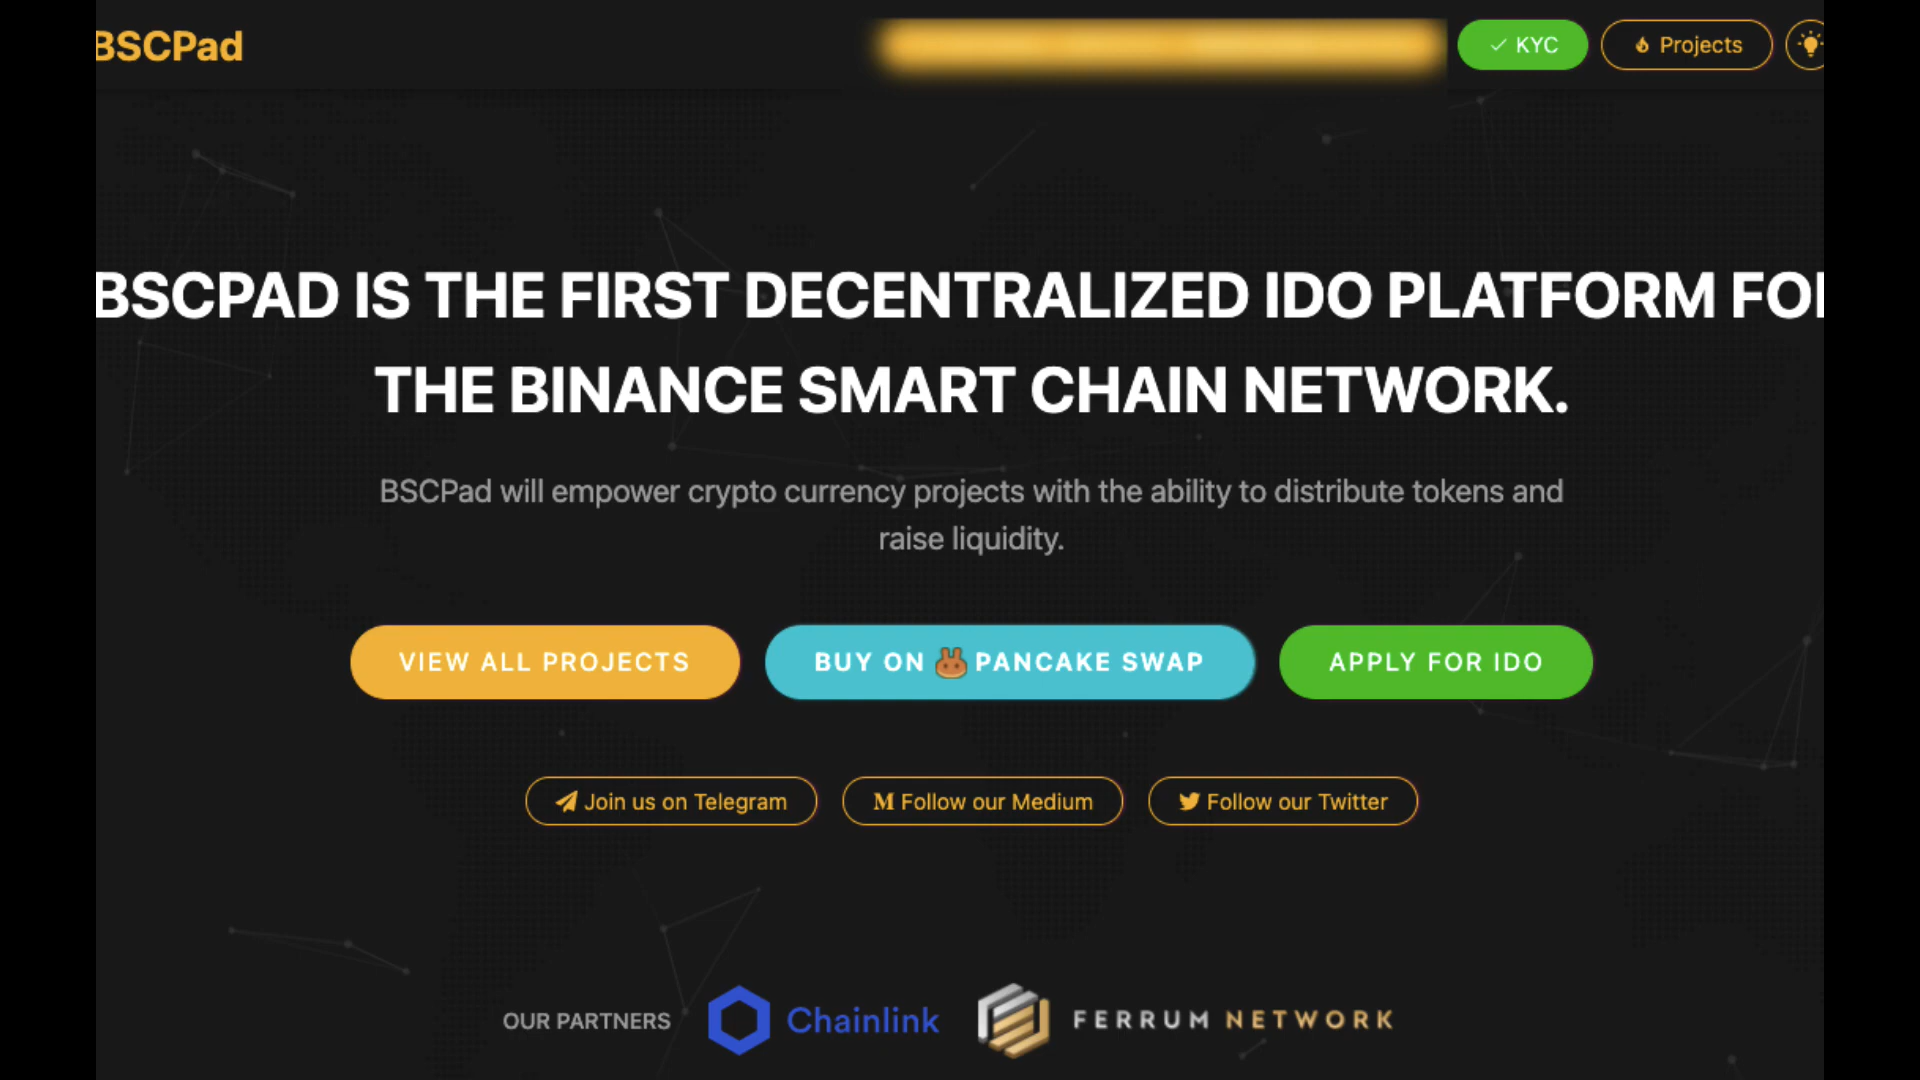 BSCPad
KYC
Projects
BSCPAD IS THE FIRST DECENTRALIZED IDO PLATFORM FOR
THE BINANCE SMART CHAIN NETWORK.
BSCPad will empower crypto currency projects with the ability to distribute tokens and
raise liquidity.
VIEW ALL PROJECTS
BUY ON PANCAKE SWAP
APPLY FOR IDO
Join us on Telegram
M Follow our Medium
Follow our Twitter
OUR PARTNERS
Chainlink
FERRUM NETWORK